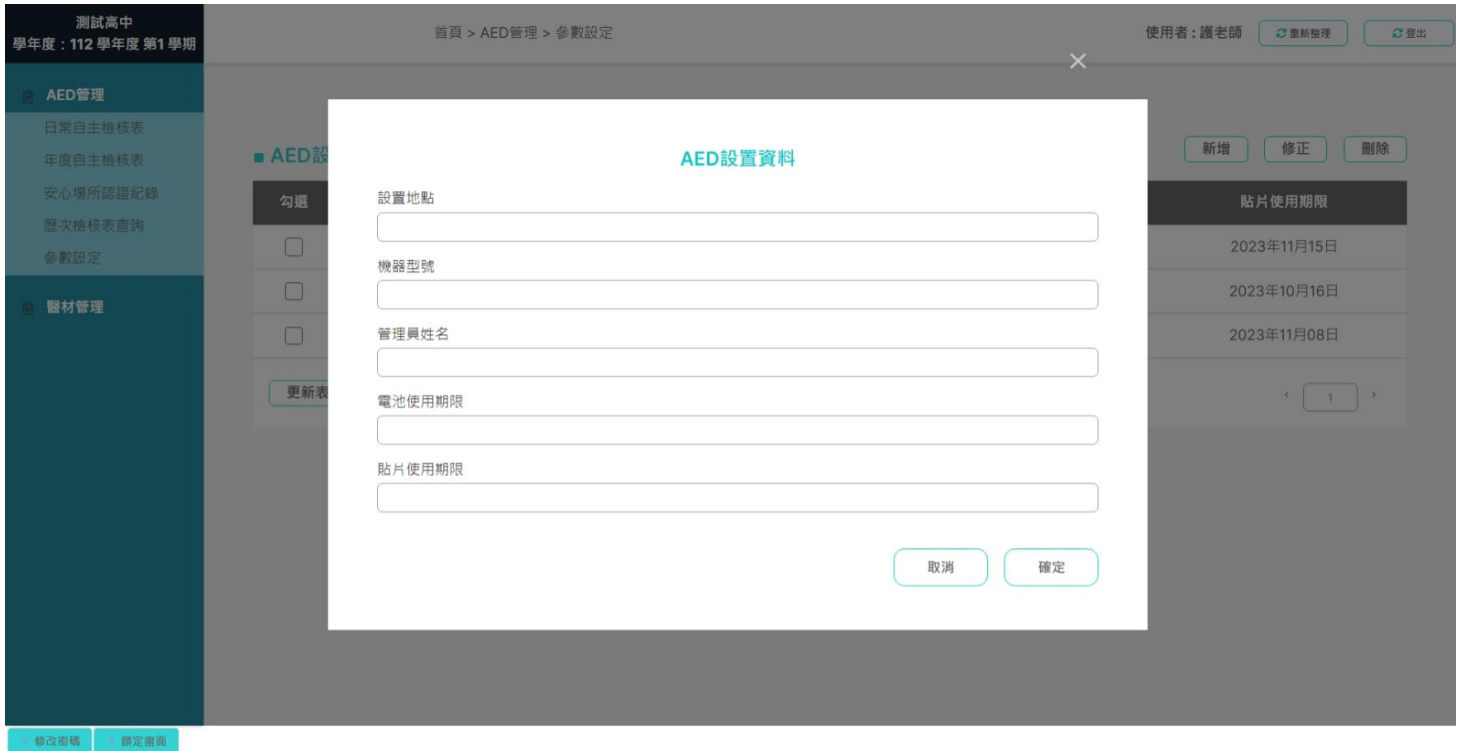 測試高中
學年度：112 學年度 第1 學期
首頁 > AED管理 > 參數設定
使用者 : 護老師
重新整理
登出
AED管理
日常自主檢核表
年度自主檢核表
安心場所認證紀錄
歷次檢核表查詢
參數設定
醫材管理
AED設
新增
修正
刪除
勾選
貼片使用期限
2023年11月15日
2023年10月16日
2023年11月08日
更新表
1
AED設置資料
設置地點
機器型號
管理員姓名
電池使用期限
貼片使用期限
取消
確定
修改密碼
鎖定畫面